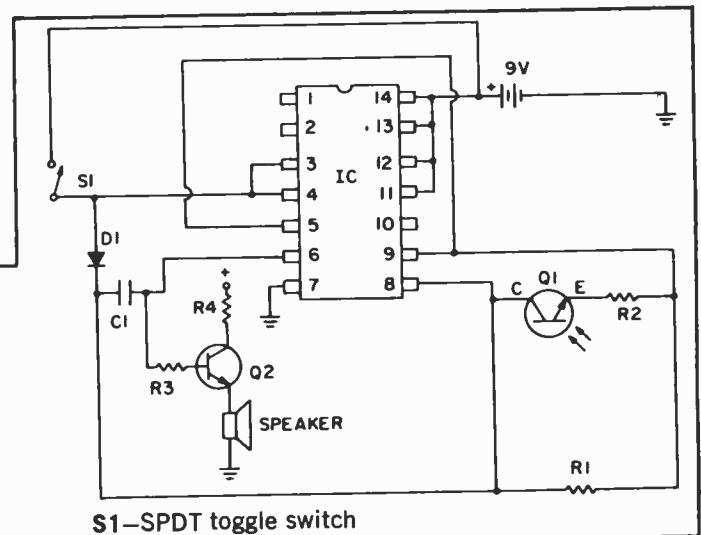 9V
+
1 14
2 13
3 12
S1 IC
4 11
5 10
D1
6 9
7 8
C Q1 E
+
C1 R4 R2
R3 Q2
SPEAKER
R1
S1—SPDT toggle switch